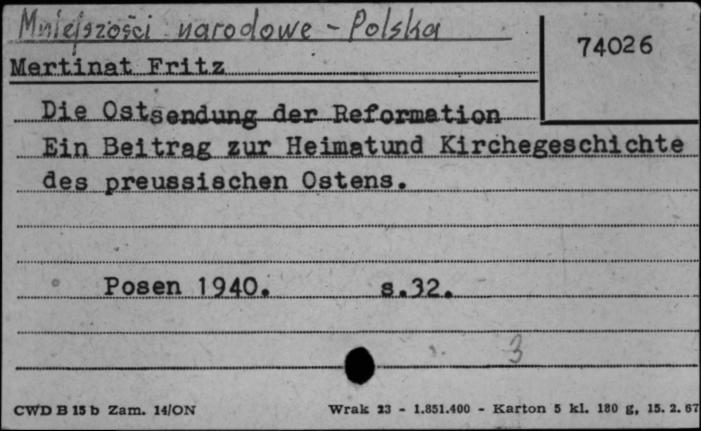 Mniejszości narodowe - Polska
74026
Mertinat Fritz
Die Ostsendung der Reformation
Ein Beitrag zur Heimatund Kirchegeschichte
des preussischen Ostens.
Posen 1940. s.32.
3
CWD B 15 b Zam. 14/ON Wrak 23 - 1.851.400 - Karton 5 kl. 180 g, 15. 2. 67